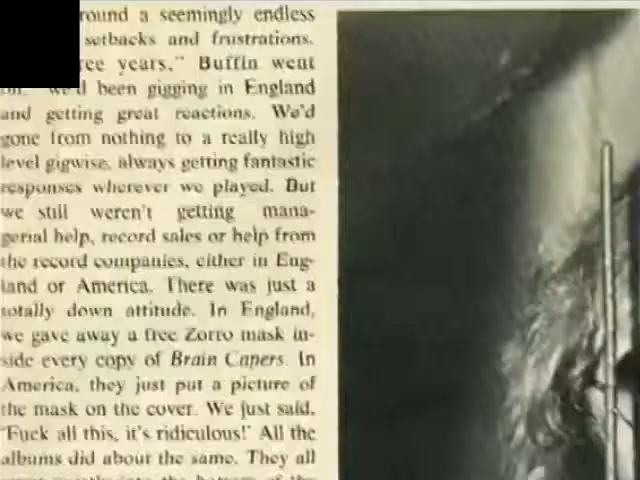 round a seemingly endless
setbacks and frustrations.
ree years," Buffin went
we'd been gigging in England
and getting great reactions. We'd
gone from nothing to a really high
level gigwise, always getting fantastic
responses wherever we played. But
we still weren't getting mana-
gerial help, record sales or help from
the record companies, either in Eng-
land or America. There was just a
totally down attitude. In England,
we gave away a free Zorro mask in-
side every copy of Brain Capers. In
America, they just put a picture of
the mask on the cover. We just said,
'Fuck all this, it's ridiculous!' All the
albums did about the same. They all